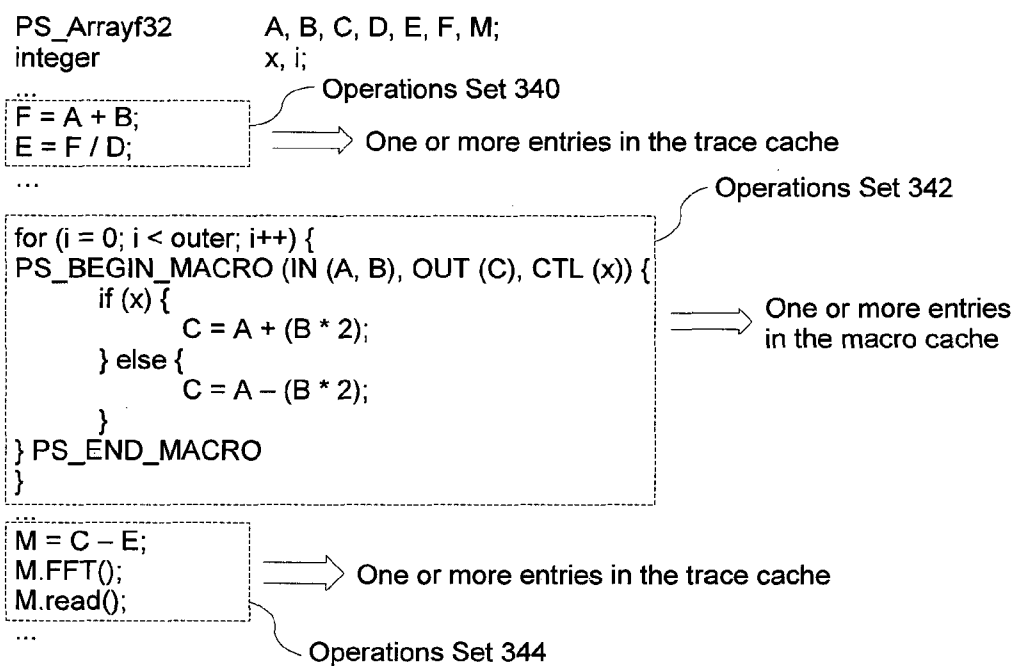 PS_Arrayf32 A, B, C, D, E, F, M;
integer x, i;
...
Operations Set 340
F = A + B;
E = F / D;
One or more entries in the trace cache
...
Operations Set 342
for (i = 0; i < outer; i++) {
PS_BEGIN_MACRO (IN (A, B), OUT (C), CTL (x)) {
if (x) {
C = A + (B * 2);
} else {
C = A – (B * 2);
}
} PS_END_MACRO
}
One or more entries
in the macro cache
...
M = C – E;
M.FFT();
M.read();
One or more entries in the trace cache
...
Operations Set 344